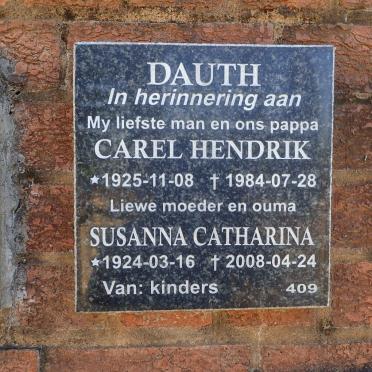 DAUTH
In herinnering aan
My liefste man en ons pappa
CAREL HENDRIK
★1925-11-08 †1984-07-28
Liewe moeder en ouma
SUSANNA CATHARINA
★1924-03-16 †2008-04-24
Van: kinders 409